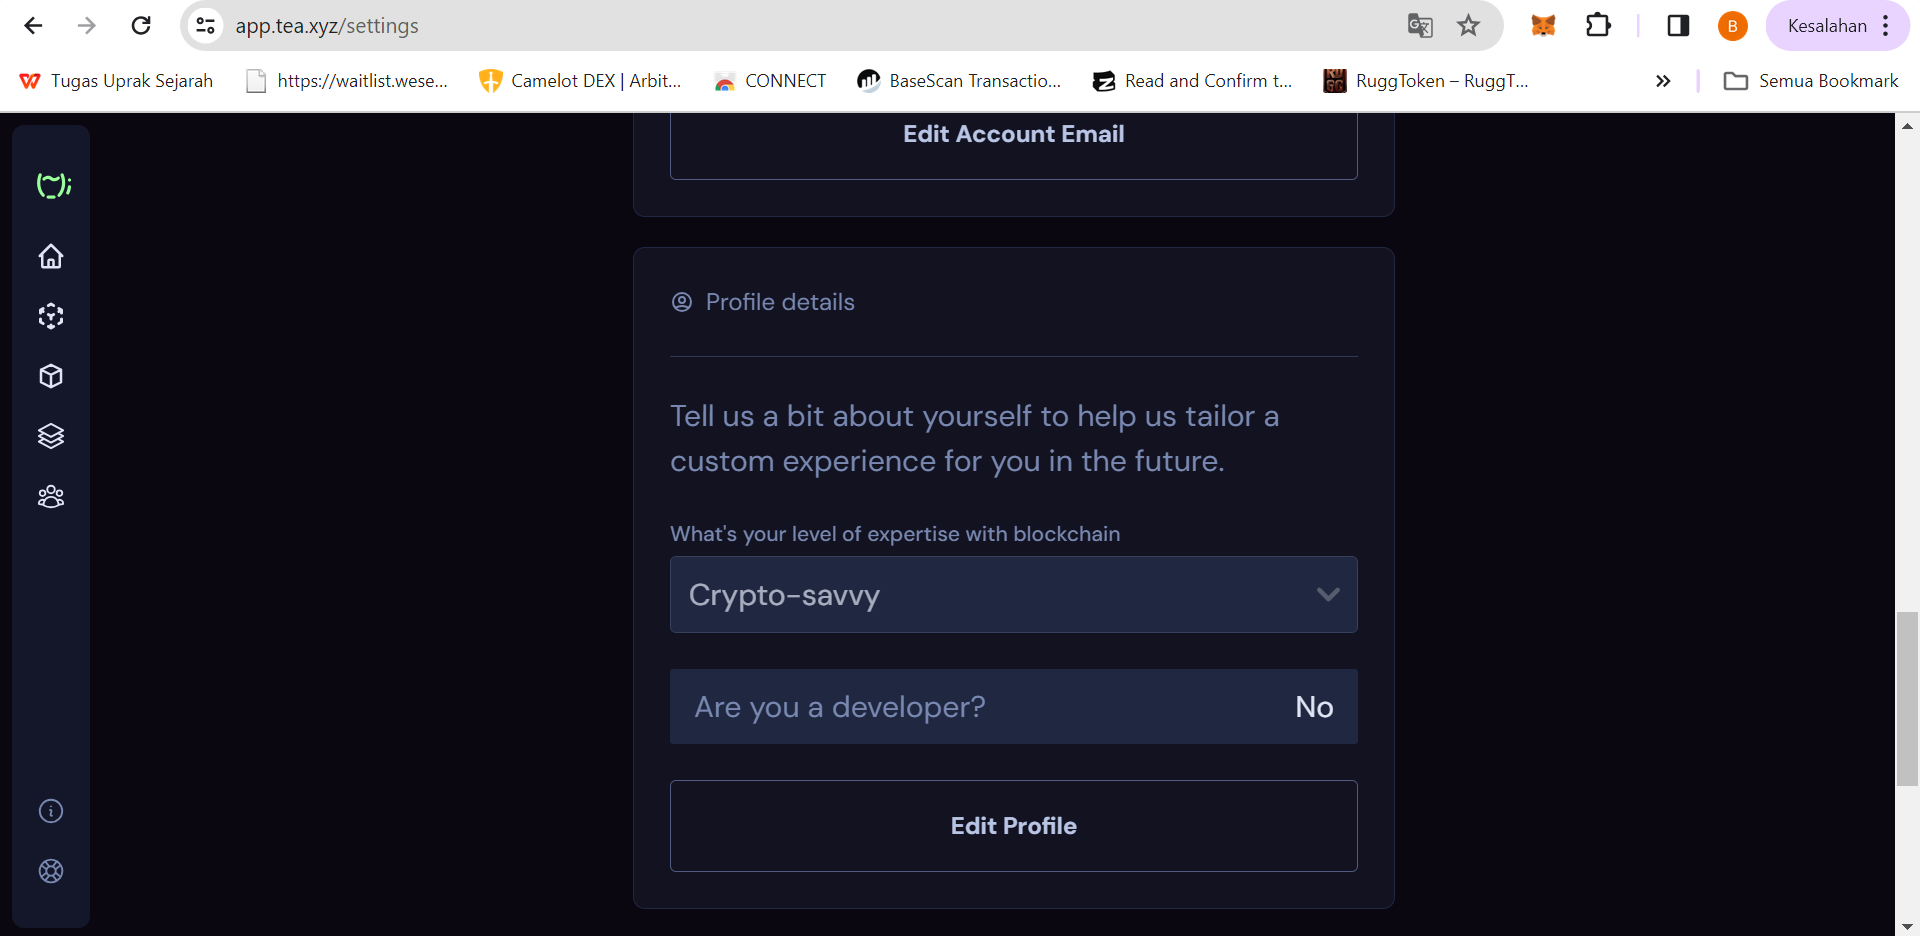 app.tea.xyz/settings
B
Kesalahan
Tugas Uprak Sejarah
https://waitlist.wese...
Camelot DEX | Arbit...
CONNECT
BaseScan Transactio...
Read and Confirm t...
RuggToken – RuggT...
Semua Bookmark
Edit Account Email
Profile details
Tell us a bit about yourself to help us tailor a
custom experience for you in the future.
What's your level of expertise with blockchain
Crypto-savvy
Are you a developer?
No
Edit Profile